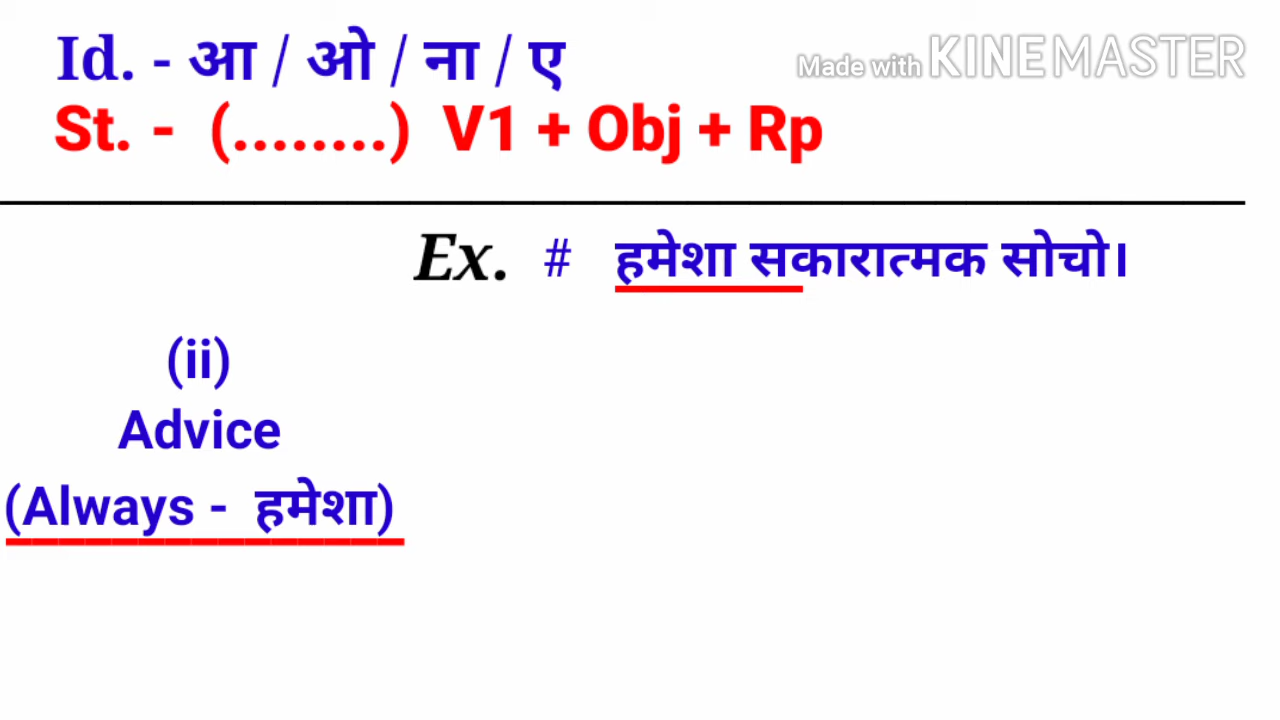 Id. - आ / ओ / ना / ए
Made with KINEMASTER
St. - (........) V1 + Obj + Rp
Ex. # हमेशा सकारात्मक सोचो।
(ii)
Advice
(Always - हमेशा)